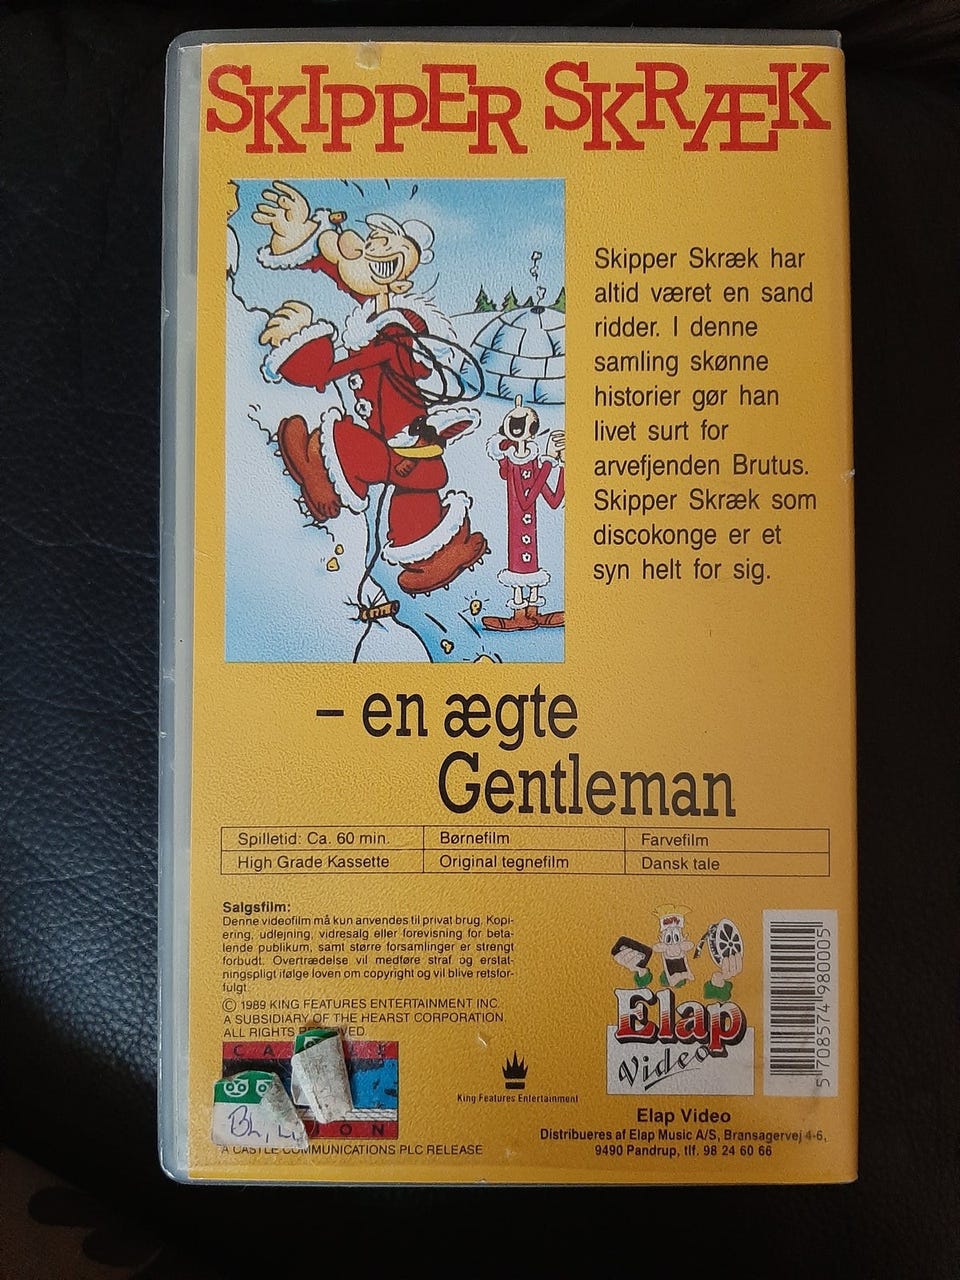 SKIPPER SKRÆK
Skipper Skræk har
altid været en sand
ridder. I denne
samling skønne
historier gør han
livet surt for
arvefjenden Brutus.
Skipper Skræk som
discokonge er et
syn helt for sig.
– en ægte
Gentleman
Spilletid: Ca. 60 min.
Børnefilm
Farvefilm
High Grade Kassette
Original tegnefilm
Dansk tale
Salgsfilm:
Denne videofilm må kun anvendes til privat brug. Kopi-
ering, udlejning, vidresalg eller forevisning for beta-
lende publikum, samt større forsamlinger er strengt
forbudt. Overtrædelse vil medføre straf og erstat-
ningspligt ifølge loven om copyright og vil blive retsfor-
fulgt.
© 1989 KING FEATURES ENTERTAINMENT INC.
A SUBSIDIARY OF THE HEARST CORPORATION.
ALL RIGHTS
BL,
A CASTLE COMMUNICATIONS PLC RELEASE
King Features Entertainment
Elap
Video
5 708574 980005
Elap Video
Distribueres af Elap Music A/S, Bransagervej 4-6,
9490 Pandrup, tlf. 98 24 60 66